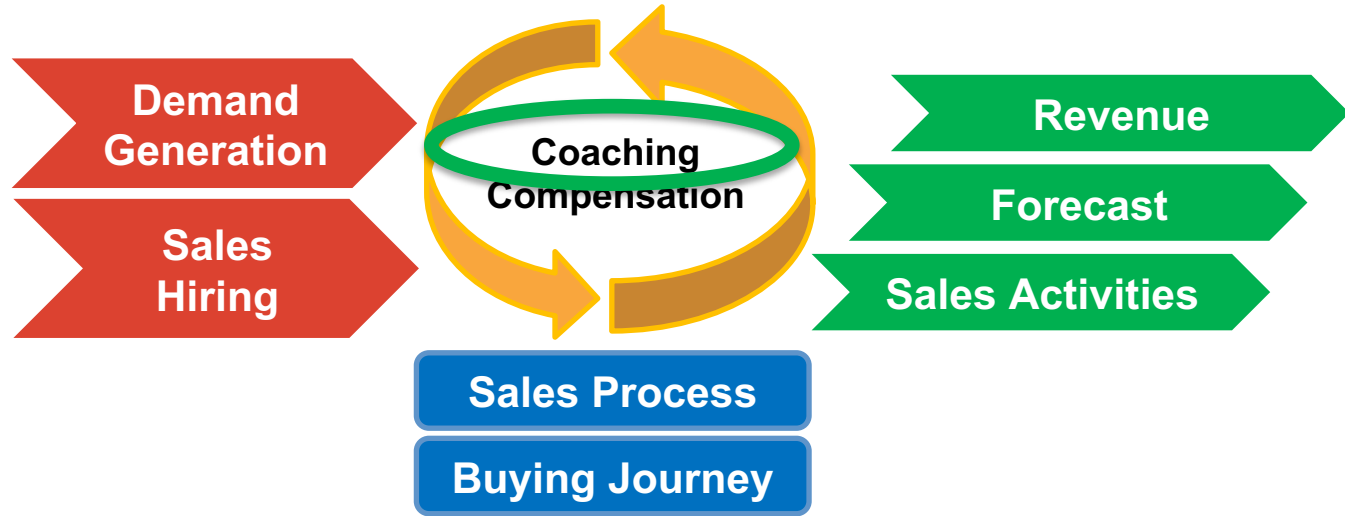 Demand
Generation
Sales
Hiring
Coaching
Compensation
Revenue
Forecast
Sales Activities
Sales Process
Buying Journey